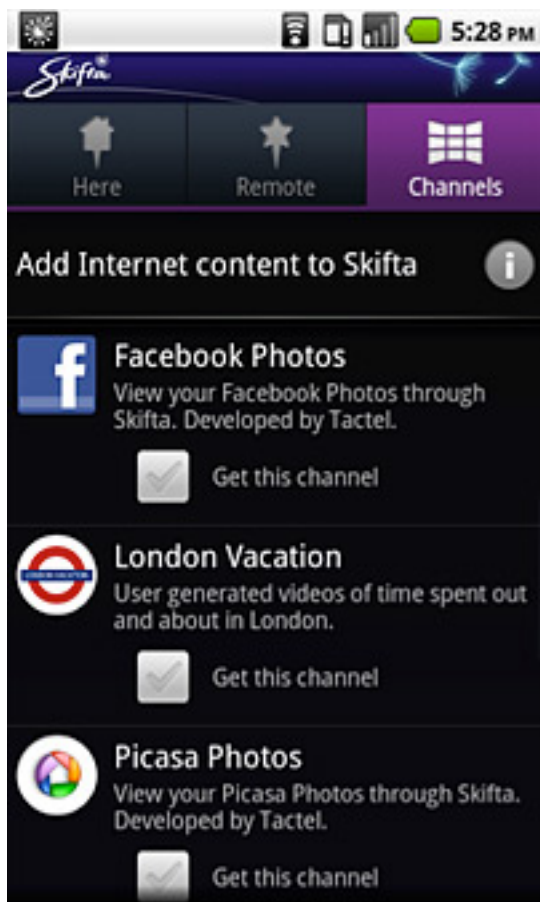 5:28 PM
Skifta
Here
Remote
Channels
Add Internet content to Skifta
i
f
Facebook Photos
View your Facebook Photos through
Skifta. Developed by Tactel.
Get this channel
London Vacation
User generated videos of time spent out
and about in London.
Get this channel
Picasa Photos
View your Picasa Photos through Skifta.
Developed by Tactel.
Get this channel